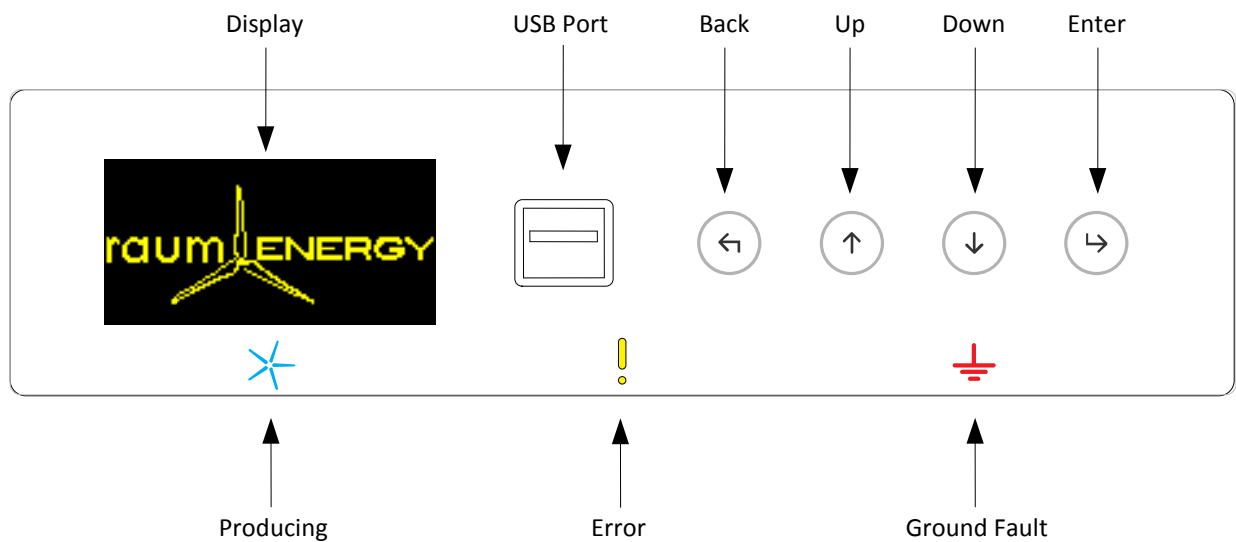 Display
USB Port
Back
Up
Down
Enter
raum ENERGY
Producing
Error
Ground Fault